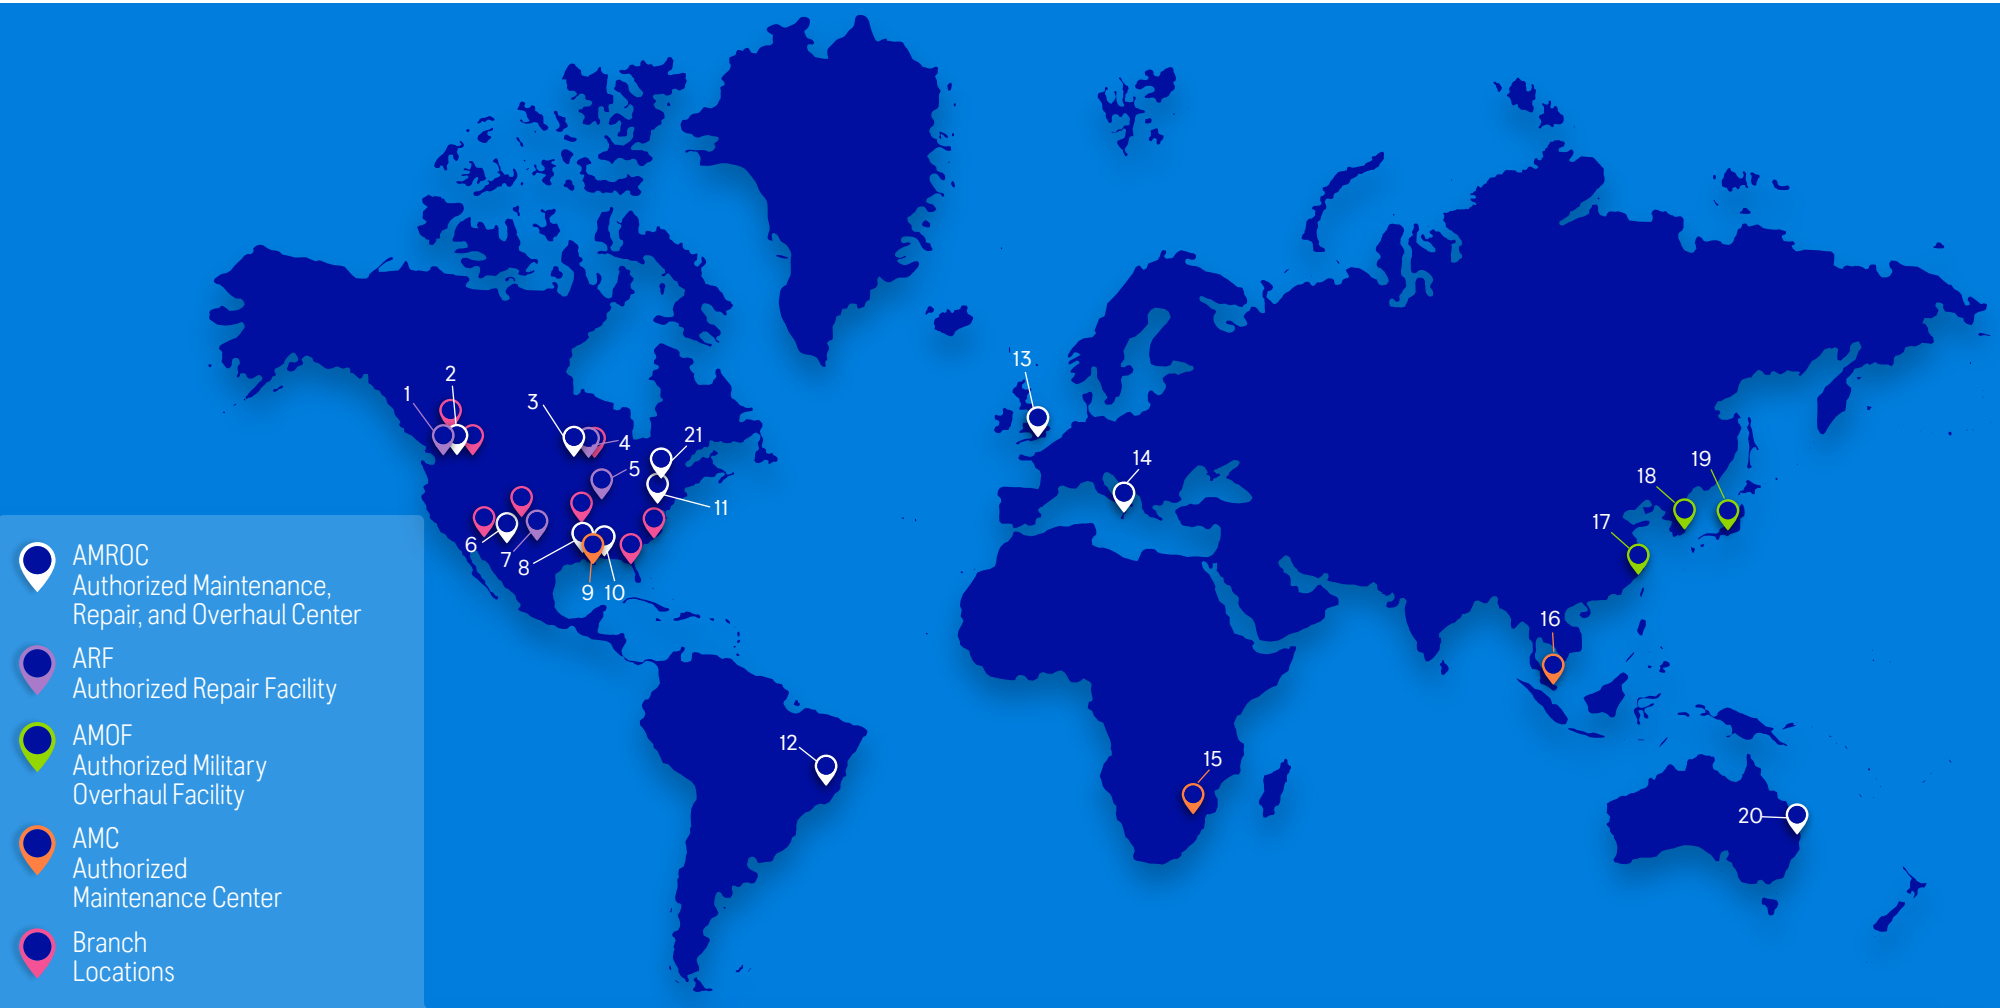 1
2
3
4
21
5
11
6
7
8
9
10
12
13
14
15
16
17
18
19
20
AMROC
Authorized Maintenance,
Repair, and Overhaul Center
ARF
Authorized Repair Facility
AMOF
Authorized Military
Overhaul Facility
AMC
Authorized
Maintenance Center
Branch
Locations